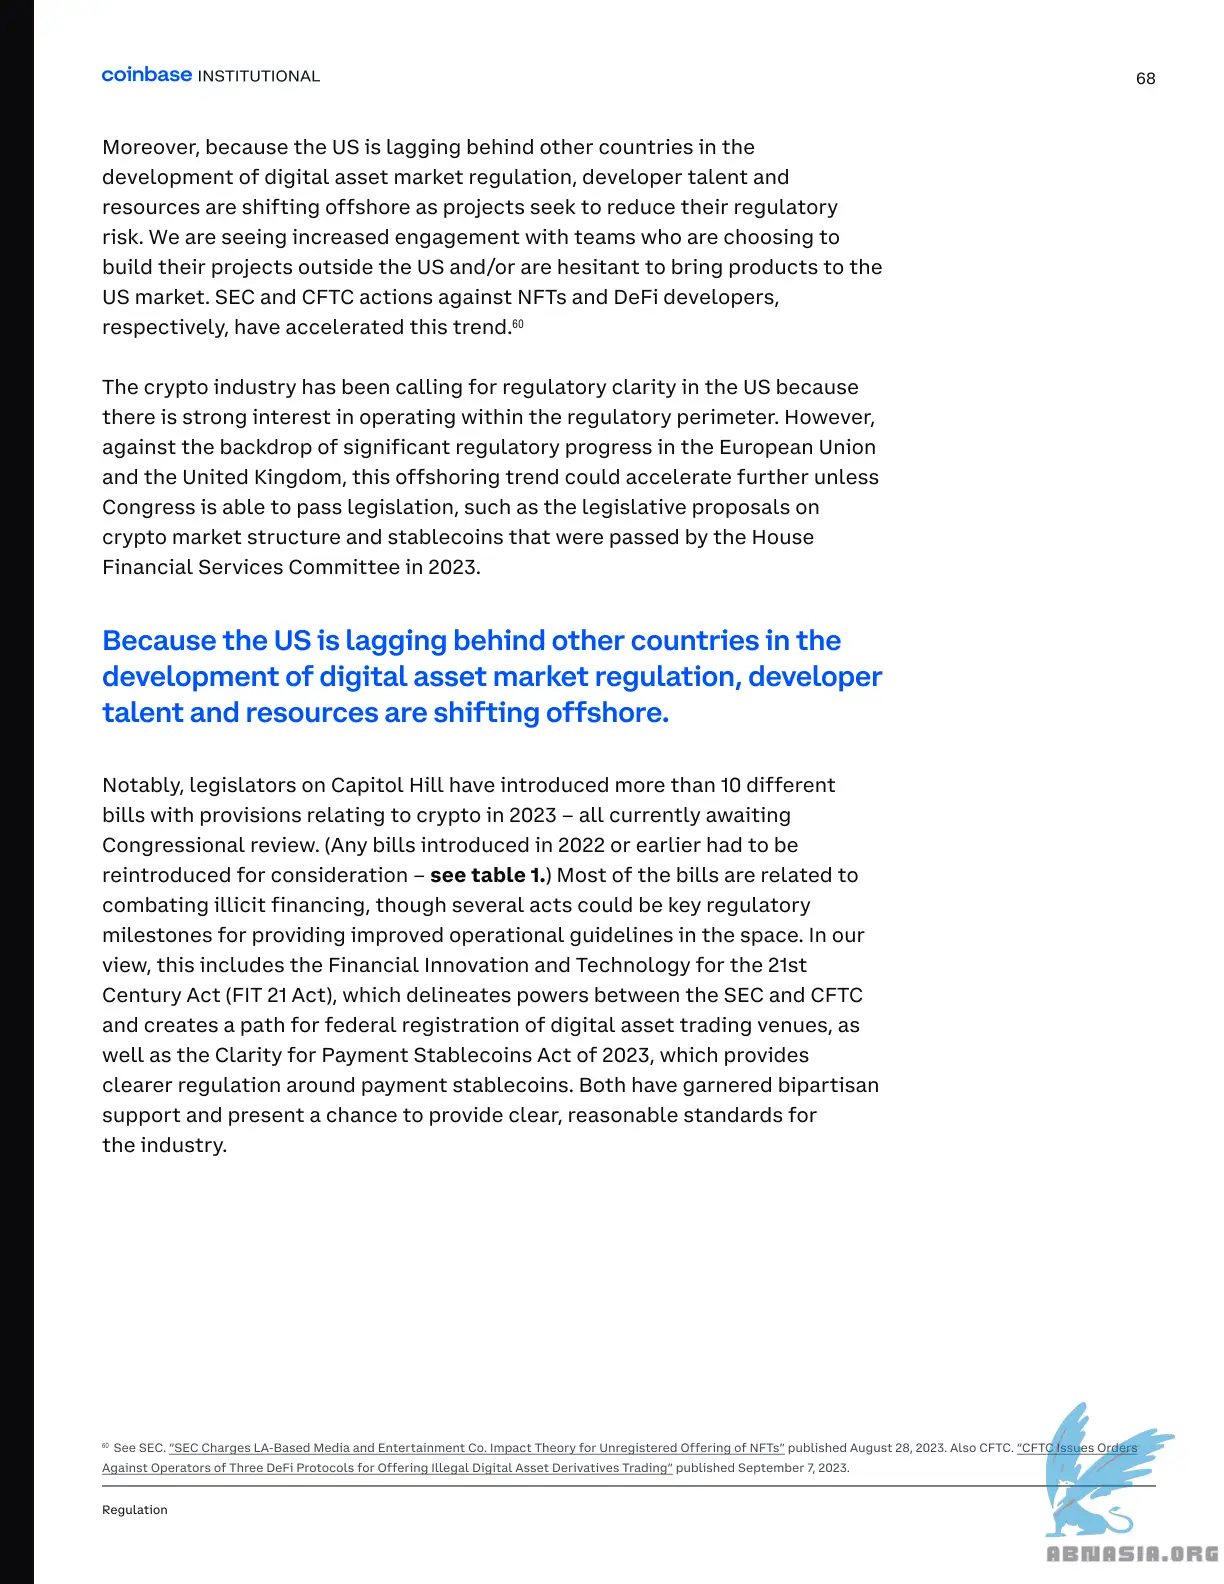 coinbase INSTITUTIONAL
68
Moreover, because the US is lagging behind other countries in the
development of digital asset market regulation, developer talent and
resources are shifting offshore as projects seek to reduce their regulatory
risk. We are seeing increased engagement with teams who are choosing to
build their projects outside the US and/or are hesitant to bring products to the
US market. SEC and CFTC actions against NFTs and DeFi developers,
respectively, have accelerated this trend.60
The crypto industry has been calling for regulatory clarity in the US because
there is strong interest in operating within the regulatory perimeter. However,
against the backdrop of significant regulatory progress in the European Union
and the United Kingdom, this offshoring trend could accelerate further unless
Congress is able to pass legislation, such as the legislative proposals on
crypto market structure and stablecoins that were passed by the House
Financial Services Committee in 2023.
Because the US is lagging behind other countries in the
development of digital asset market regulation, developer
talent and resources are shifting offshore.
Notably, legislators on Capitol Hill have introduced more than 10 different
bills with provisions relating to crypto in 2023 – all currently awaiting
Congressional review. (Any bills introduced in 2022 or earlier had to be
reintroduced for consideration – see table 1.) Most of the bills are related to
combating illicit financing, though several acts could be key regulatory
milestones for providing improved operational guidelines in the space. In our
view, this includes the Financial Innovation and Technology for the 21st
Century Act (FIT 21 Act), which delineates powers between the SEC and CFTC
and creates a path for federal registration of digital asset trading venues, as
well as the Clarity for Payment Stablecoins Act of 2023, which provides
clearer regulation around payment stablecoins. Both have garnered bipartisan
support and present a chance to provide clear, reasonable standards for
the industry.
60 See SEC. “SEC Charges LA-Based Media and Entertainment Co. Impact Theory for Unregistered Offering of NFTs” published August 28, 2023. Also CFTC. “CFTC Issues Orders
Against Operators of Three DeFi Protocols for Offering Illegal Digital Asset Derivatives Trading” published September 7, 2023.
Regulation
ABNASIA.ORG